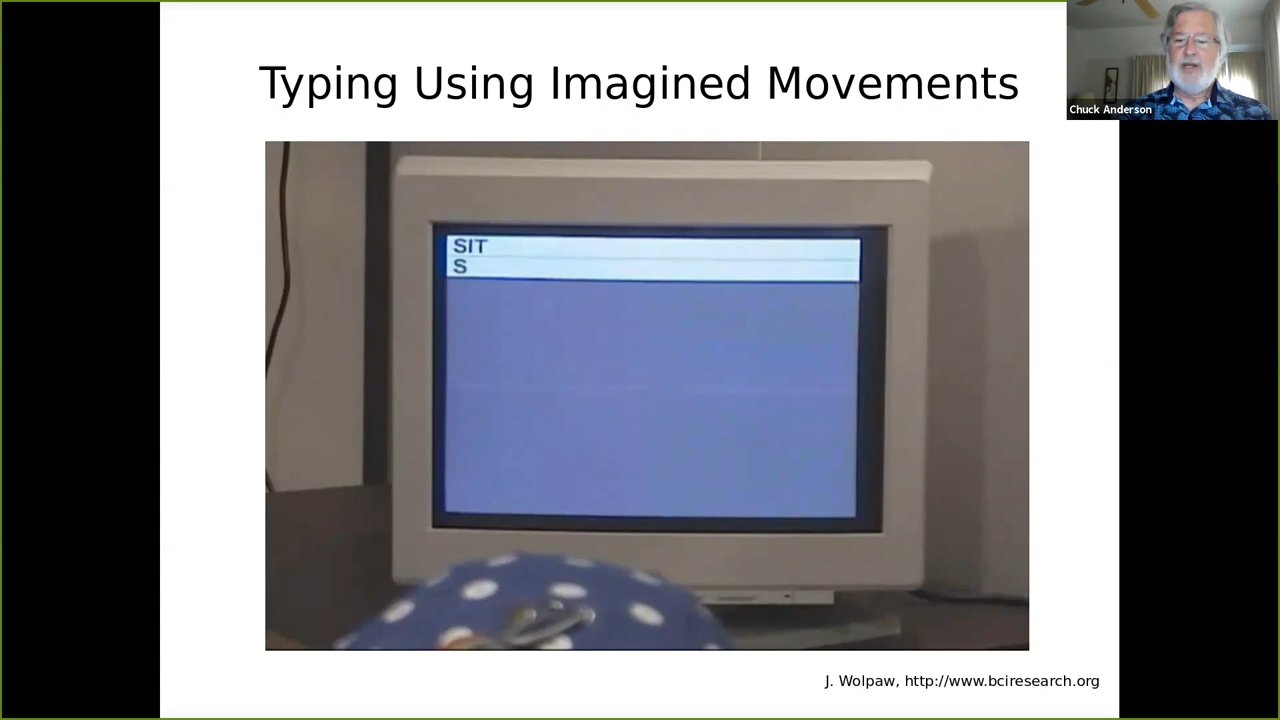 Typing Using Imagined Movements
Chuck Anderson
SIT
S
J. Wolpaw, http://www.bciresearch.org